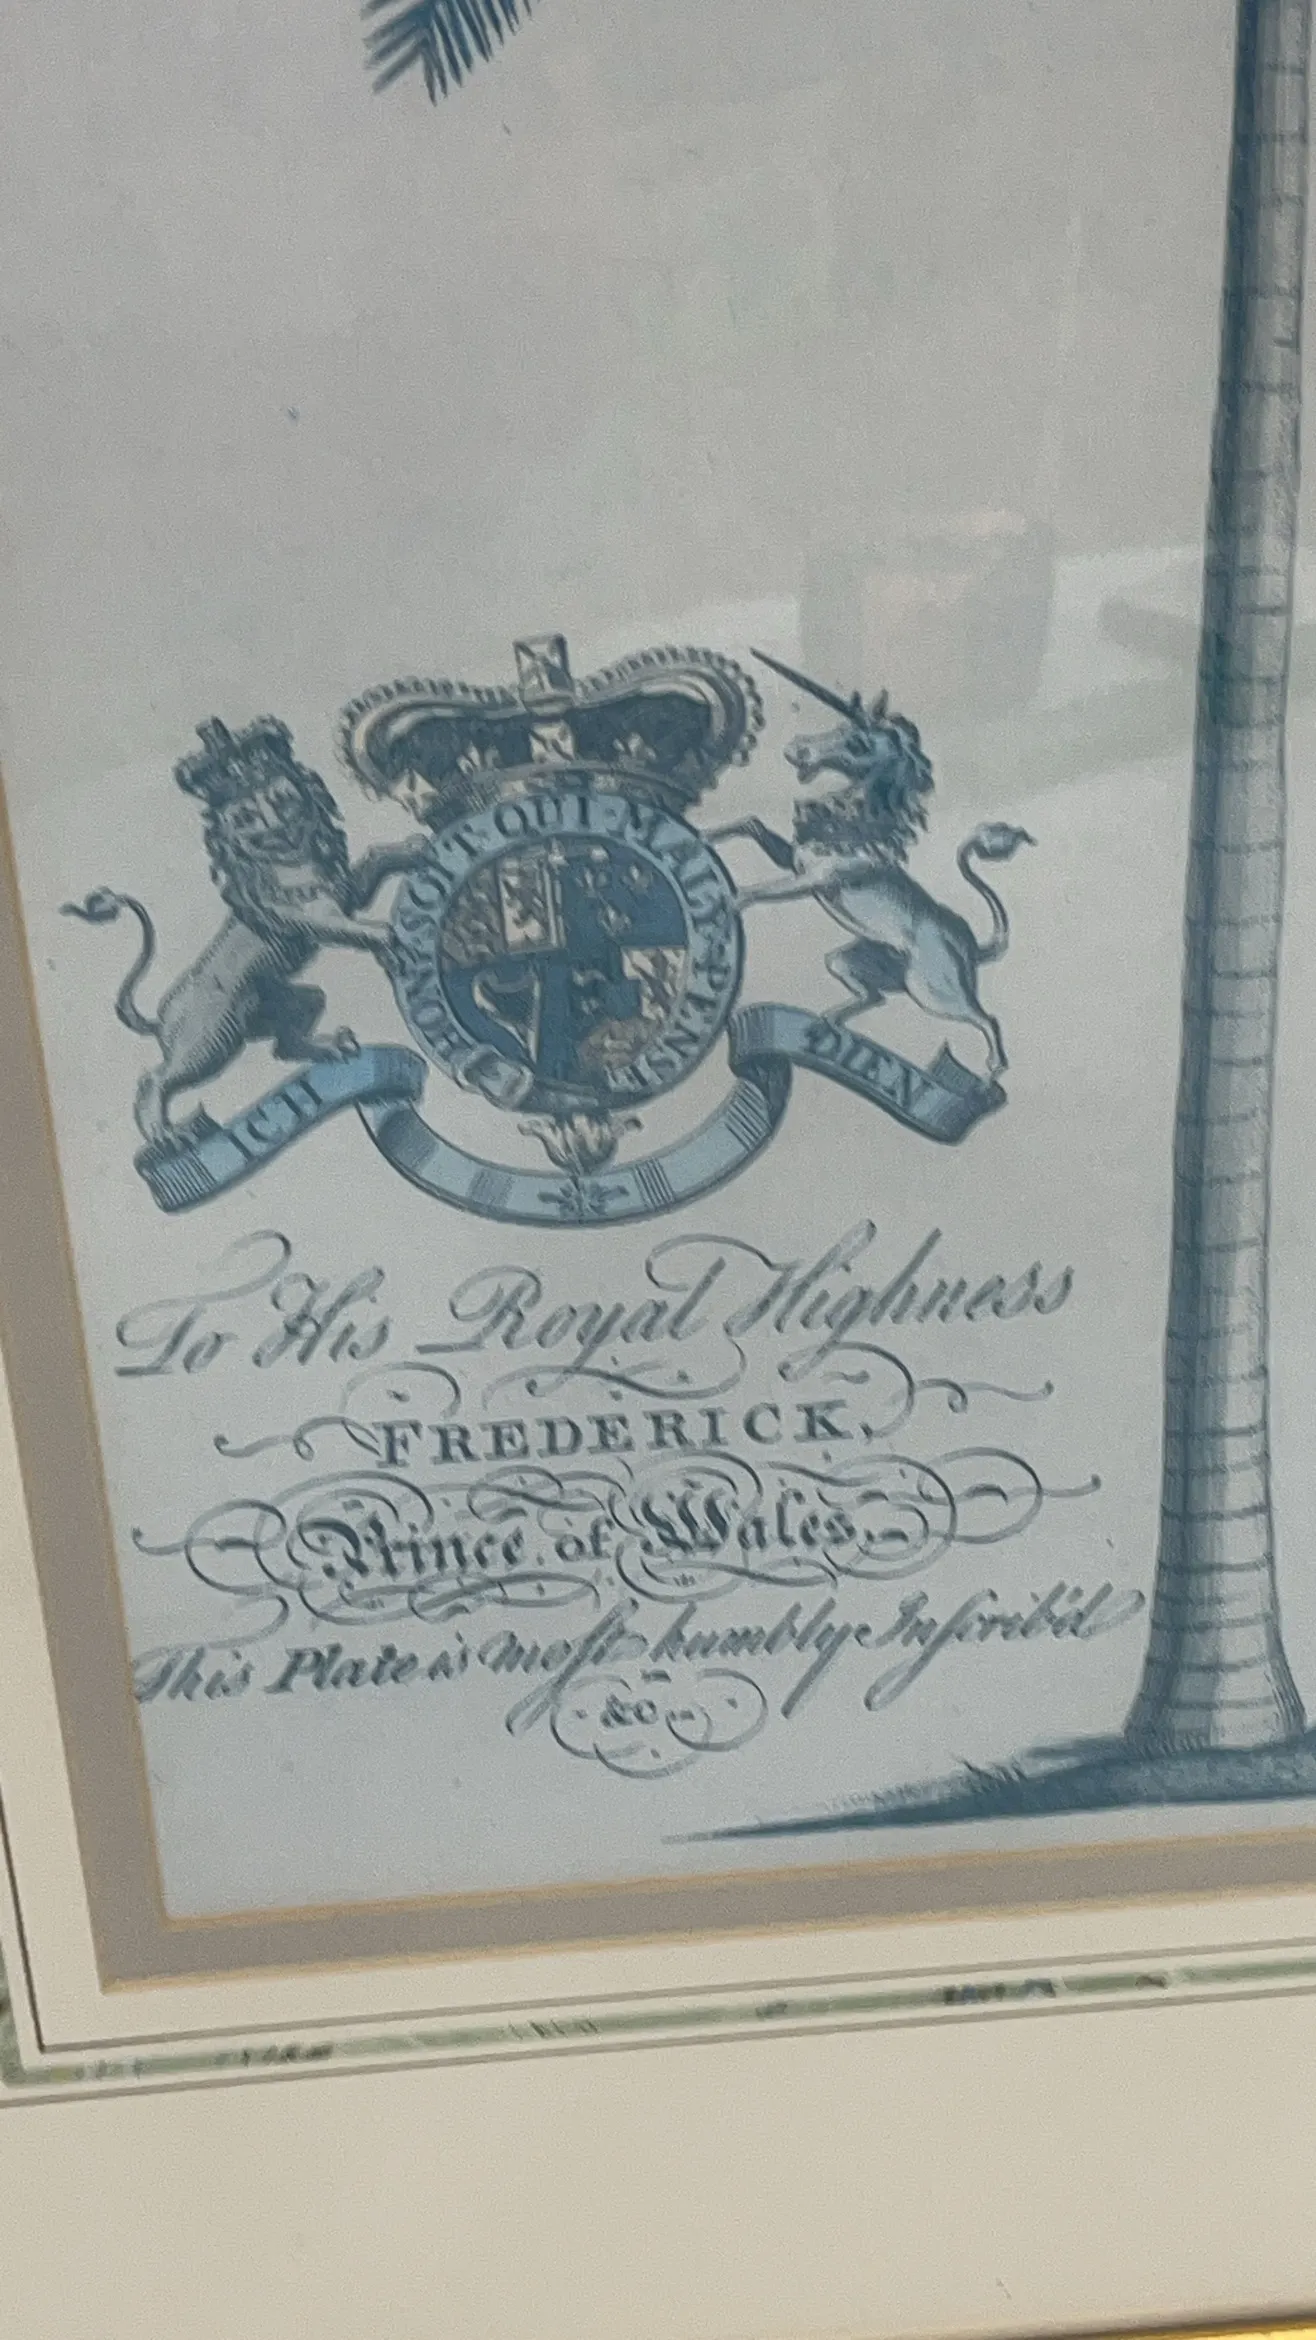 HONI·SOIT·QUI·MAL·Y·PENSE
ICH DIEN
To His Royal Highness
FREDERICK,
Prince of Wales,
This Plate is most humbly Inscrib'd
&c.